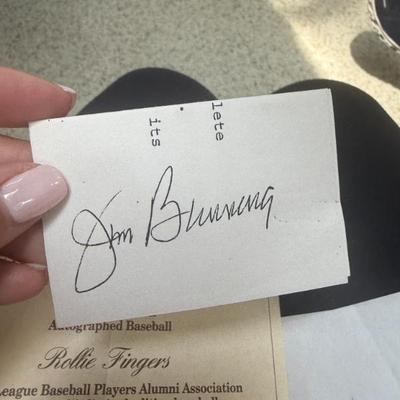 lete
its
Jim Bunning
Autographed Baseball
Rollie Fingers
League Baseball Players Alumni Association